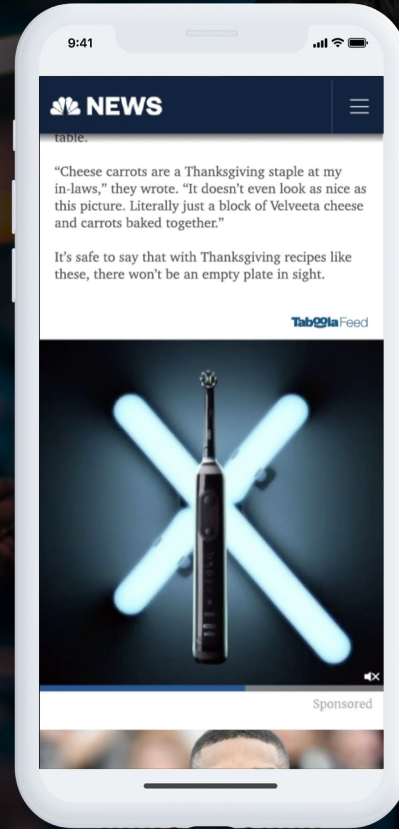 9:41
NEWS
table.
“Cheese carrots are a Thanksgiving staple at my
in-laws,” they wrote. “It doesn’t even look as nice as
this picture. Literally just a block of Velveeta cheese
and carrots baked together.”
It’s safe to say that with Thanksgiving recipes like
these, there won’t be an empty plate in sight.
Taboola Feed
Sponsored